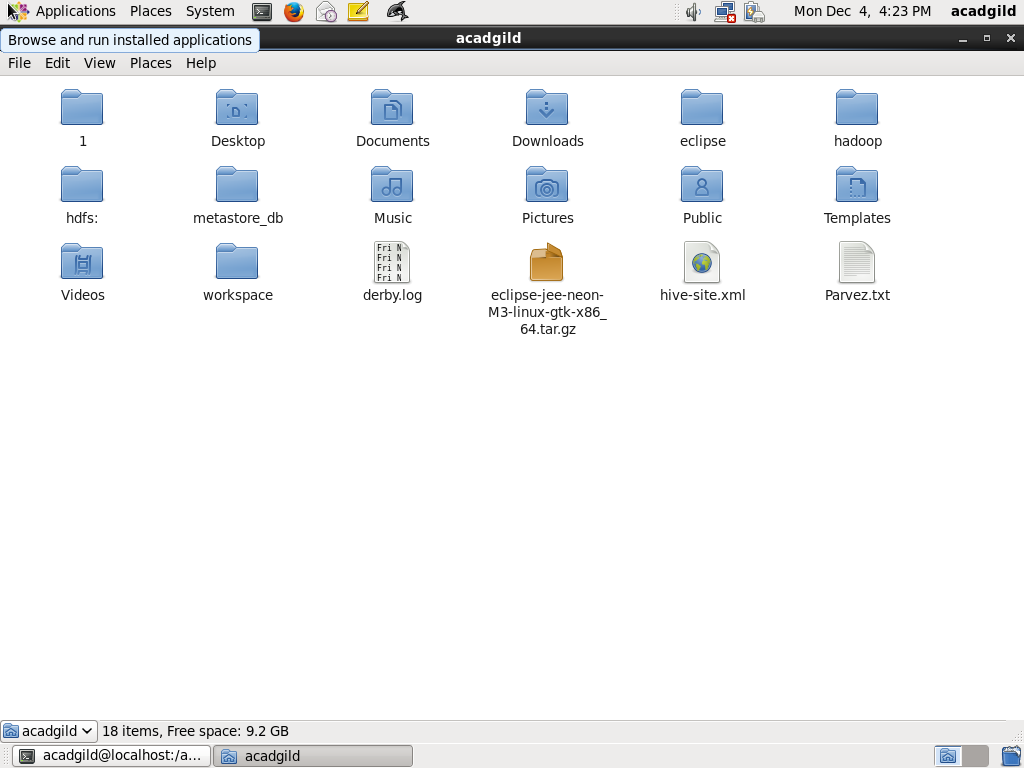 Applications Places System Mon Dec 4, 4:23 PM acadgild
Browse and run installed applications
acadgild
File Edit View Places Help
1 Desktop Documents Downloads eclipse hadoop
hdfs: metastore_db Music Pictures Public Templates
Fri N
Fri N
Fri N
Fri N
Videos workspace derby.log eclipse-jee-neon- hive-site.xml Parvez.txt
M3-linux-gtk-x86_
64.tar.gz
acadgild 18 items, Free space: 9.2 GB
acadgild@localhost:/a... acadgild